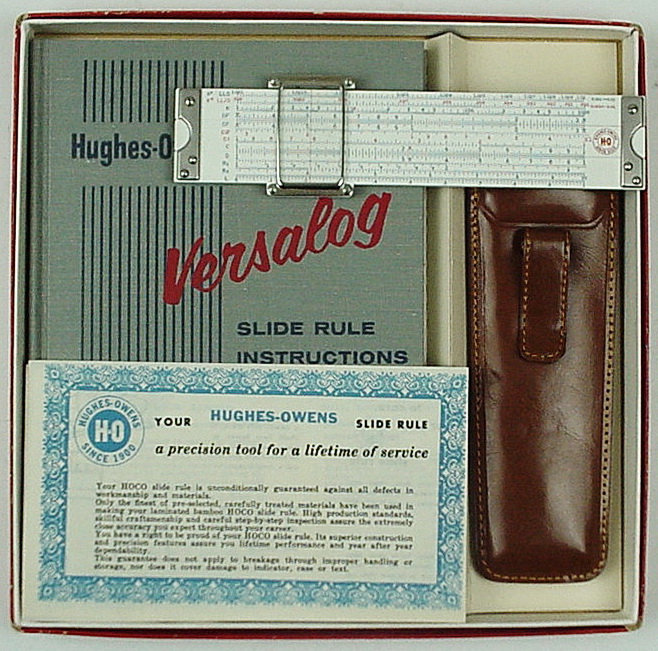 Hughes-O
Versalog
SLIDE RULE
INSTRUCTIONS
H·O
HUGHES-OWENS
H·O
SINCE 1900
YOUR HUGHES-OWENS SLIDE RULE
a precision tool for a lifetime of service
Your HOCO slide rule is unconditionally guaranteed against all defects in
workmanship and materials.
Only the finest of pre-selected, carefully treated materials have been used in
making your laminated bamboo HOCO slide rule. High production standards,
skillful craftsmanship and careful step-by-step inspection assure the extremely
close accuracy you expect throughout your career.
You have a right to be proud of your HOCO slide rule. Its superior construction
and precision features assure you lifetime performance and year after year
dependability.
This guarantee does not apply to breakage through improper handling or
storage, nor does it cover damage to indicator, case or text.